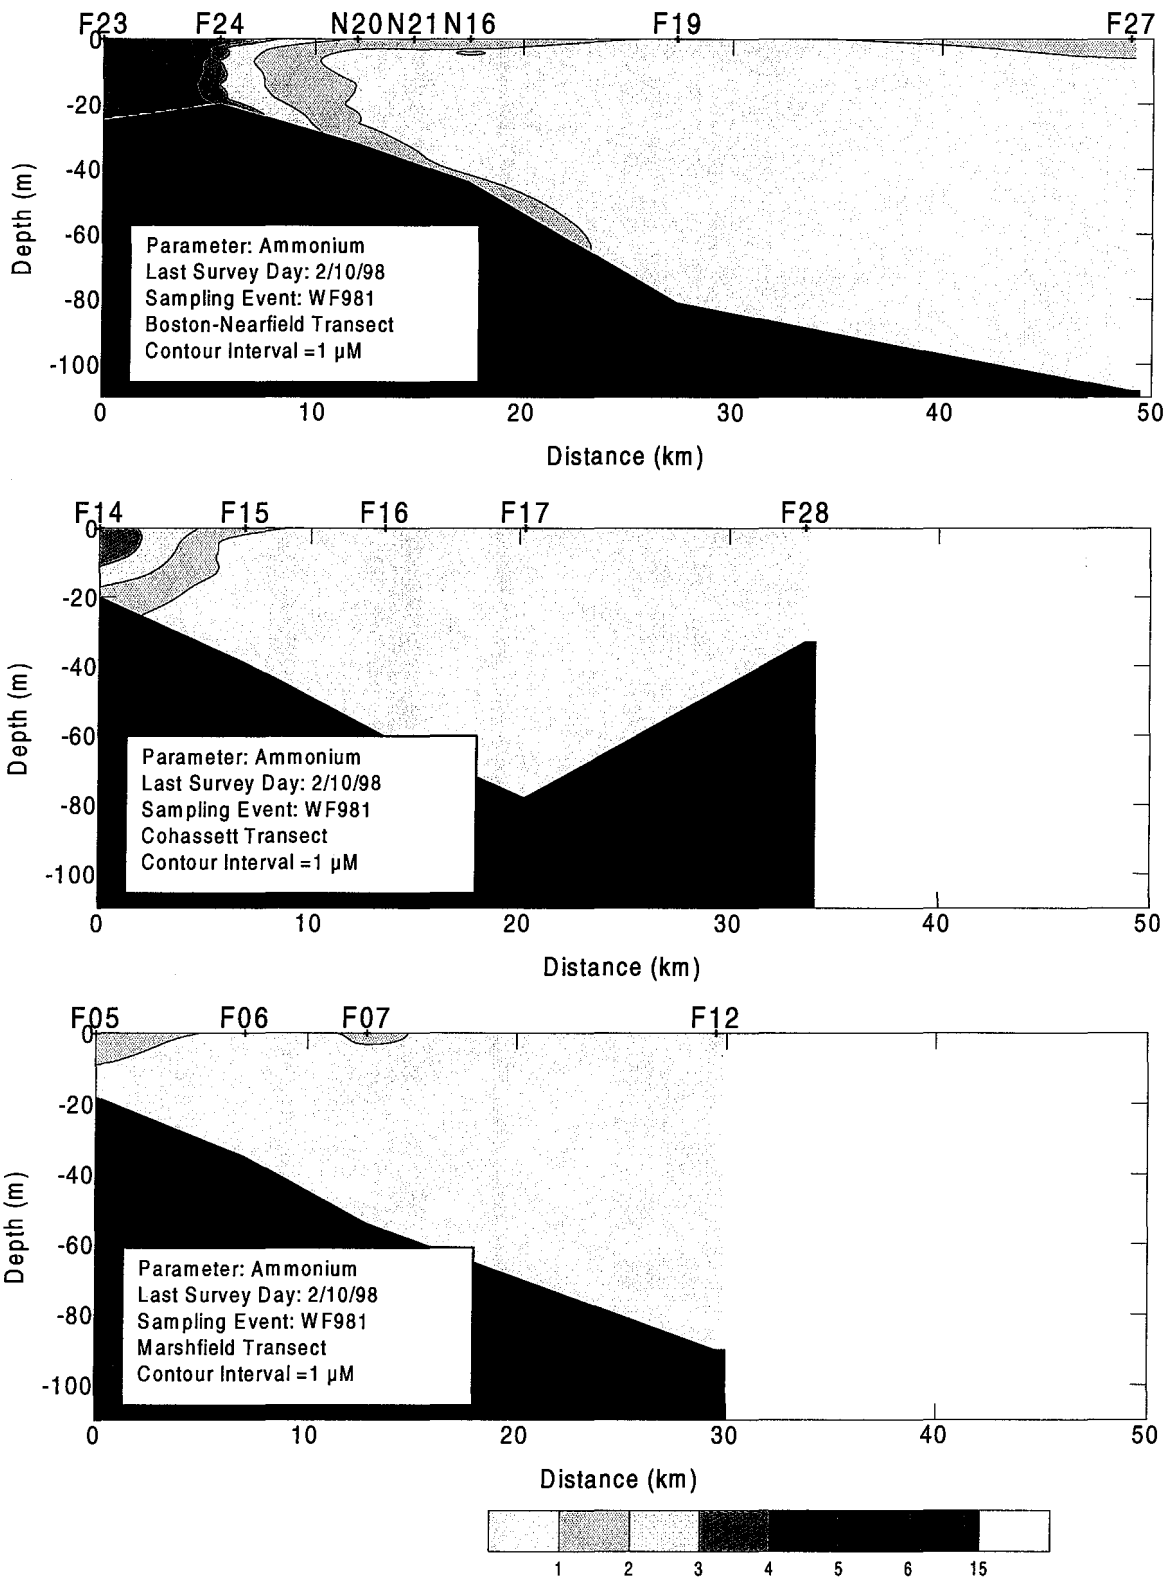 F23 F24 N20 N21 N16 F19 F27
0
-20
-40
-60
-80
-100
Depth (m)
Parameter: Ammonium
Last Survey Day: 2/10/98
Sampling Event: WF981
Boston-Nearfield Transect
Contour Interval =1 µM
0 10 20 30 40 50
Distance (km)
F14 F15 F16 F17 F28
0
-20
-40
-60
-80
-100
Depth (m)
Parameter: Ammonium
Last Survey Day: 2/10/98
Sampling Event: WF981
Cohassett Transect
Contour Interval =1 µM
0 10 20 30 40 50
Distance (km)
F05 F06 F07 F12
0
-20
-40
-60
-80
-100
Depth (m)
Parameter: Ammonium
Last Survey Day: 2/10/98
Sampling Event: WF981
Marshfield Transect
Contour Interval =1 µM
0 10 20 30 40 50
Distance (km)
1 2 3 4 5 6 15